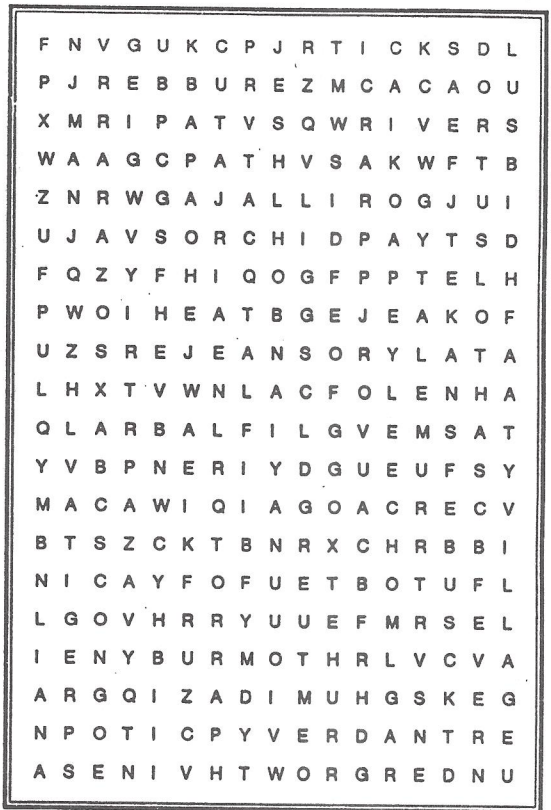 F N V G U K C P J R T I C K S D L
P J R E B B U R E Z M C A C A O U
X M R I P A T V S Q W R I V E R S
W A A G C P A T H V S A K W F T B
Z N R W G A J A L L I R O G J U I
U J A V S O R C H I D P A Y T S D
F Q Z Y F H I Q O G F P P T E L H
P W O I H E A T B G E J E A K O F
U Z S R E J E A N S O R Y L A T A
L H X T V W N L A C F O L E N H A
Q L A R B A L F I L G V E M S A T
Y V B P N E R I Y D G U E U F S Y
M A C A W I Q I A G O A C R E C V
B T S Z C K T B N R X C H R B B I
N I C A Y F O F U E T B O T U F L
L G O V H R R Y U U E F M R S E L
I E N Y B U R M O T H R L V C V A
A R G Q I Z A D I M U H G S K E G
N P O T I C P Y V E R D A N T R E
A S E N I V H T W O R G R E D N U